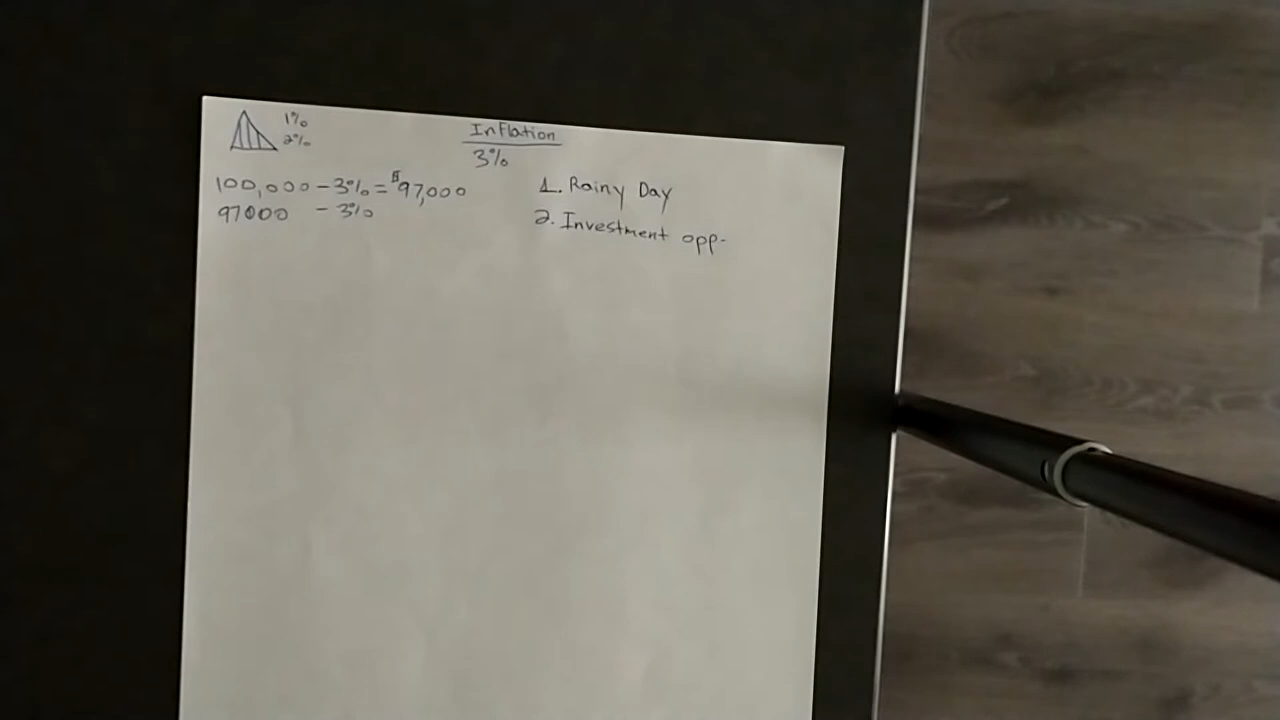 1%
2%
Inflation
3%
100,000 - 3% = $97,000
97000 - 3%
1. Rainy Day
2. Investment opp.